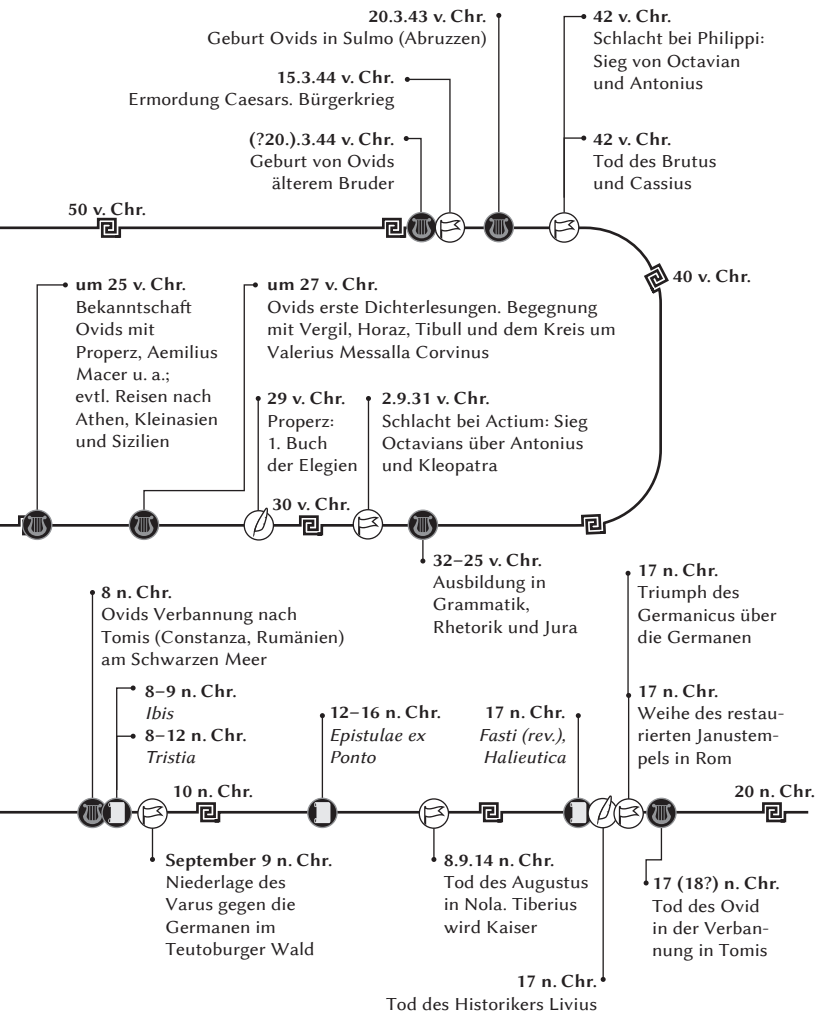 20.3.43 v. Chr.
Geburt Ovids in Sulmo (Abruzzen)
42 v. Chr.
Schlacht bei Philippi:
Sieg von Octavian
und Antonius
15.3.44 v. Chr.
Ermordung Caesars. Bürgerkrieg
(?20.).3.44 v. Chr.
Geburt von Ovids
älterem Bruder
42 v. Chr.
Tod des Brutus
und Cassius
50 v. Chr.
40 v. Chr.
um 25 v. Chr.
Bekanntschaft
Ovids mit
Properz, Aemilius
Macer u. a.;
evtl. Reisen nach
Athen, Kleinasien
und Sizilien
um 27 v. Chr.
Ovids erste Dichterlesungen. Begegnung
mit Vergil, Horaz, Tibull und dem Kreis um
Valerius Messalla Corvinus
29 v. Chr.
Properz:
1. Buch
der Elegien
2.9.31 v. Chr.
Schlacht bei Actium: Sieg
Octavians über Antonius
und Kleopatra
30 v. Chr.
32–25 v. Chr.
Ausbildung in
Grammatik,
Rhetorik und Jura
8 n. Chr.
Ovids Verbannung nach
Tomis (Constanza, Rumänien)
am Schwarzen Meer
17 n. Chr.
Triumph des
Germanicus über
die Germanen
8–9 n. Chr.
Ibis
8–12 n. Chr.
Tristia
12–16 n. Chr.
Epistulae ex
Ponto
17 n. Chr.
Fasti (rev.),
Halieutica
17 n. Chr.
Weihe des restau-
rierten Janustem-
pels in Rom
10 n. Chr.
20 n. Chr.
September 9 n. Chr.
Niederlage des
Varus gegen die
Germanen im
Teutoburger Wald
8.9.14 n. Chr.
Tod des Augustus
in Nola. Tiberius
wird Kaiser
17 (18?) n. Chr.
Tod des Ovid
in der Verban-
nung in Tomis
17 n. Chr.
Tod des Historikers Livius